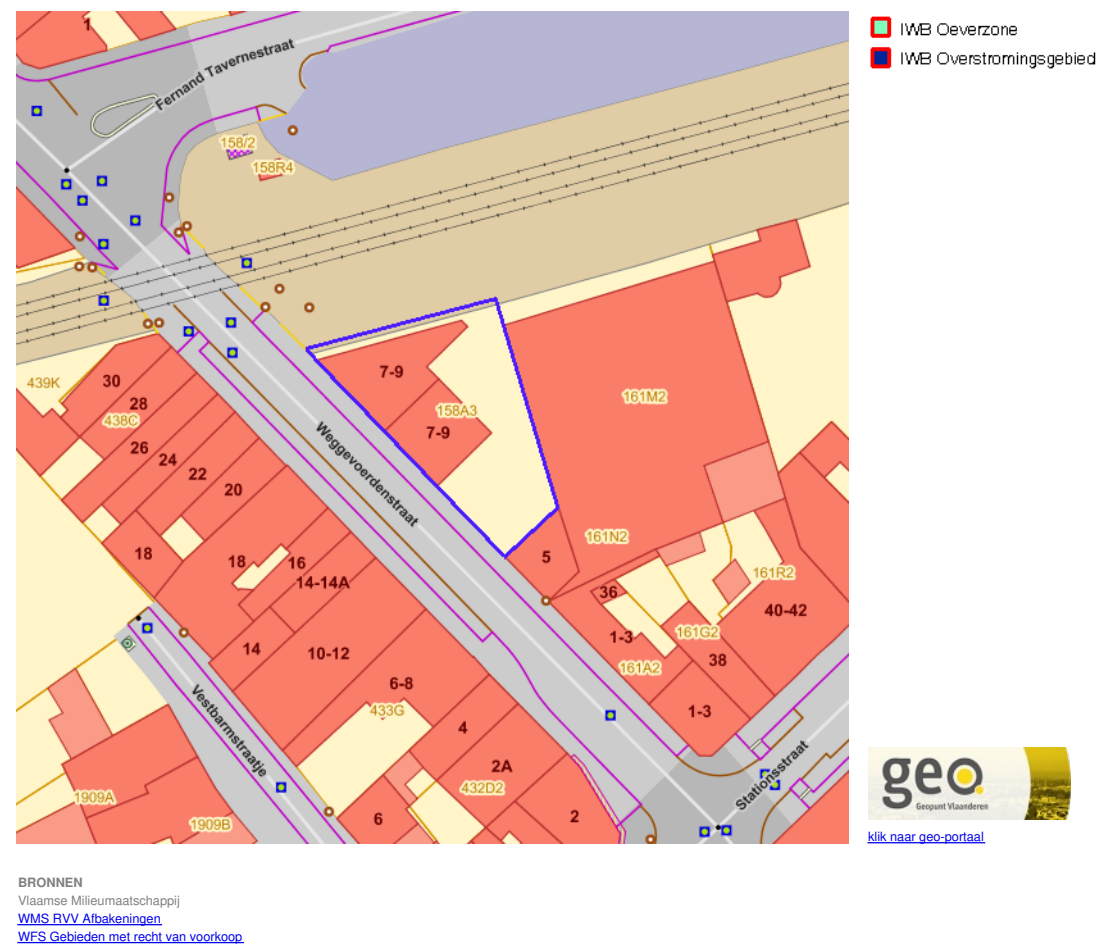 1
Fernand Tavernestraat
158/2
158R4
439K
30
28
438C
26
24
22
20
18
18
16
14-14A
14
10-12
6-8
433G
4
2A
432D2
2
6
7-9
158A3
7-9
Weggevoerdenstraat
161M2
161N2
5
36
1-3
161A2
161G2
38
1-3
161R2
40-42
Vestbarmstraatje
1909A
1909B
Stationsstraat
IWB Oeverzone
IWB Overstromingsgebied
geo
Geopunt Vlaanderen
klik naar geo-portaal
BRONNEN
Vlaamse Milieumaatschappij
WMS RVV Afbakeningen
WFS Gebieden met recht van voorkoop